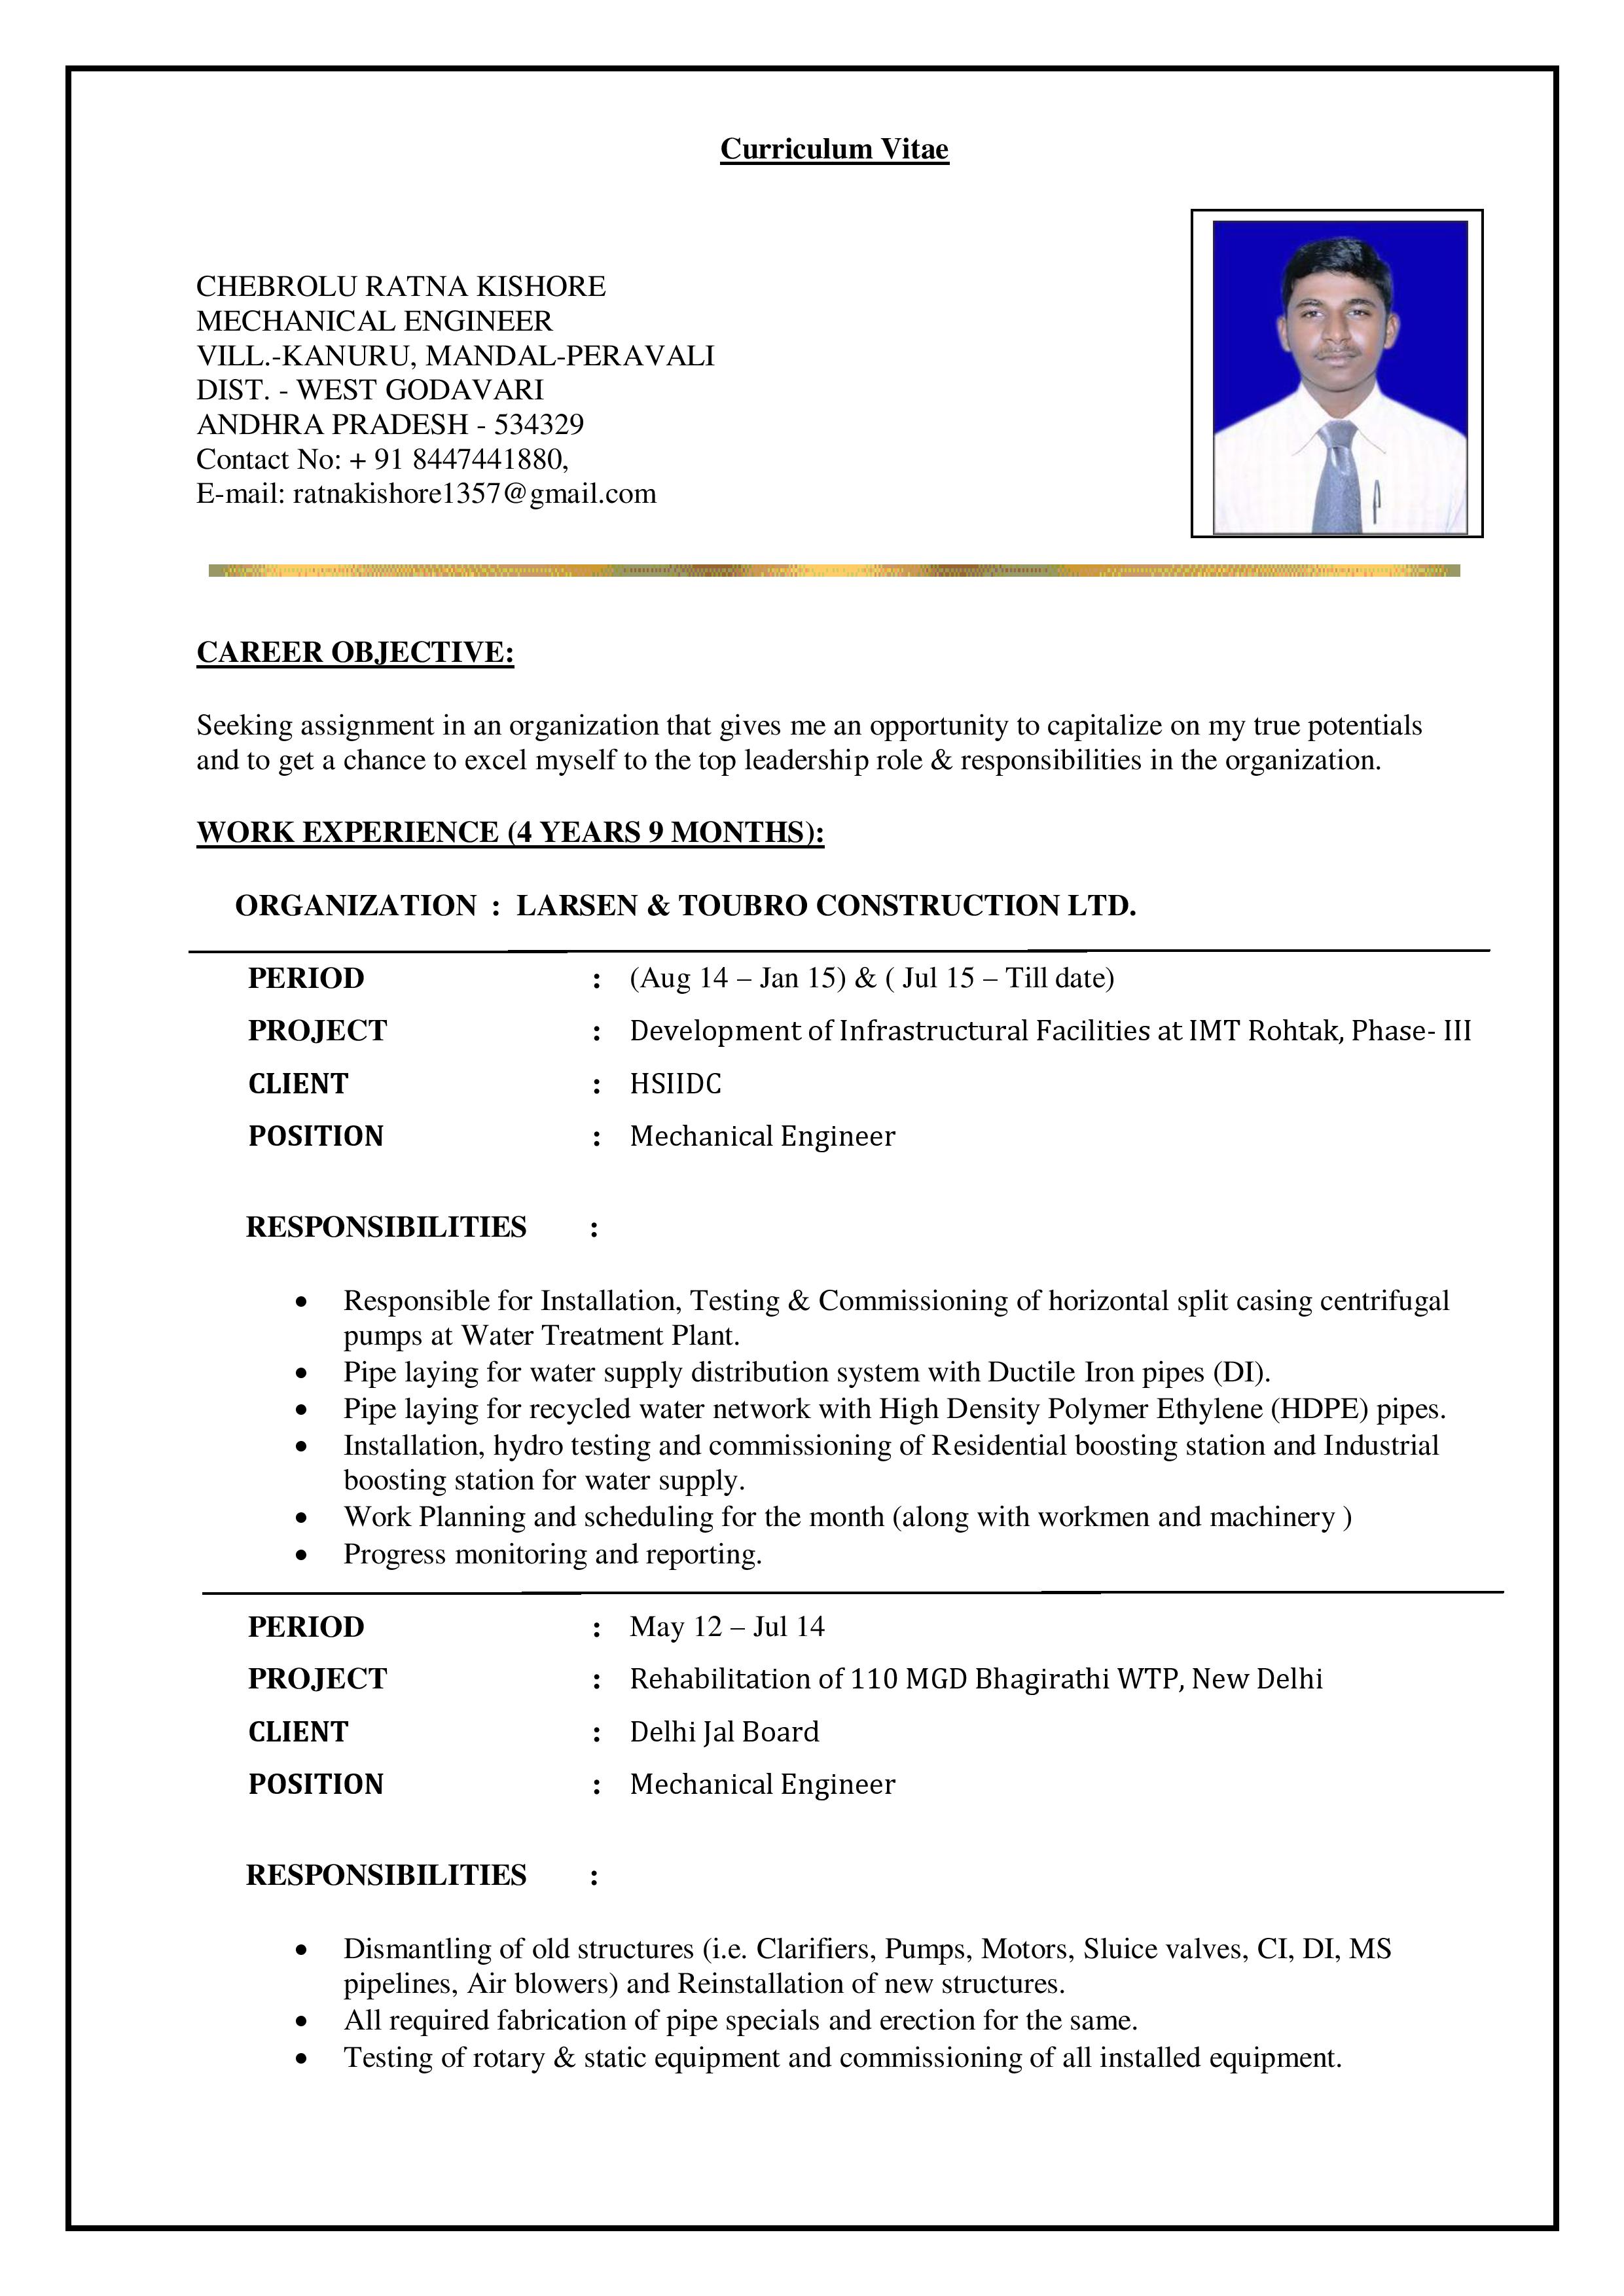 Curriculum Vitae
CHEBROLU RATNA KISHORE
MECHANICAL ENGINEER
VILL.-KANURU, MANDAL-PERAVALI
DIST. - WEST GODAVARI
ANDHRA PRADESH - 534329
Contact No: + 91 8447441880,
E-mail: ratnakishore1357@gmail.com
CAREER OBJECTIVE:
Seeking assignment in an organization that gives me an opportunity to capitalize on my true potentials
and to get a chance to excel myself to the top leadership role & responsibilities in the organization.
WORK EXPERIENCE (4 YEARS 9 MONTHS):
ORGANIZATION : LARSEN & TOUBRO CONSTRUCTION LTD.
PERIOD : (Aug 14 – Jan 15) & ( Jul 15 – Till date)
PROJECT : Development of Infrastructural Facilities at IMT Rohtak, Phase- III
CLIENT : HSIIDC
POSITION : Mechanical Engineer
RESPONSIBILITIES :
• Responsible for Installation, Testing & Commissioning of horizontal split casing centrifugal
pumps at Water Treatment Plant.
• Pipe laying for water supply distribution system with Ductile Iron pipes (DI).
• Pipe laying for recycled water network with High Density Polymer Ethylene (HDPE) pipes.
• Installation, hydro testing and commissioning of Residential boosting station and Industrial
boosting station for water supply.
• Work Planning and scheduling for the month (along with workmen and machinery )
• Progress monitoring and reporting.
PERIOD : May 12 – Jul 14
PROJECT : Rehabilitation of 110 MGD Bhagirathi WTP, New Delhi
CLIENT : Delhi Jal Board
POSITION : Mechanical Engineer
RESPONSIBILITIES :
• Dismantling of old structures (i.e. Clarifiers, Pumps, Motors, Sluice valves, CI, DI, MS
pipelines, Air blowers) and Reinstallation of new structures.
• All required fabrication of pipe specials and erection for the same.
• Testing of rotary & static equipment and commissioning of all installed equipment.